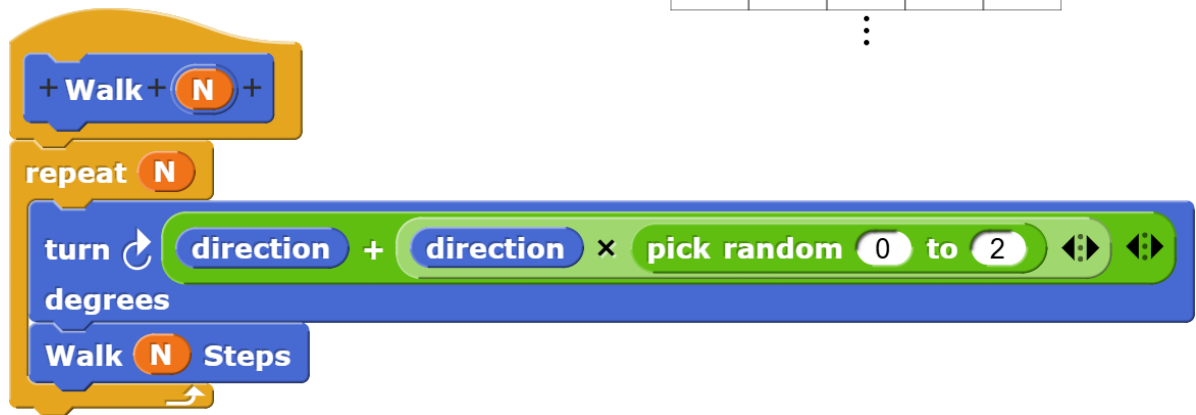 + Walk + N +
repeat N
turn direction + direction × pick random 0 to 2
degrees
Walk N Steps